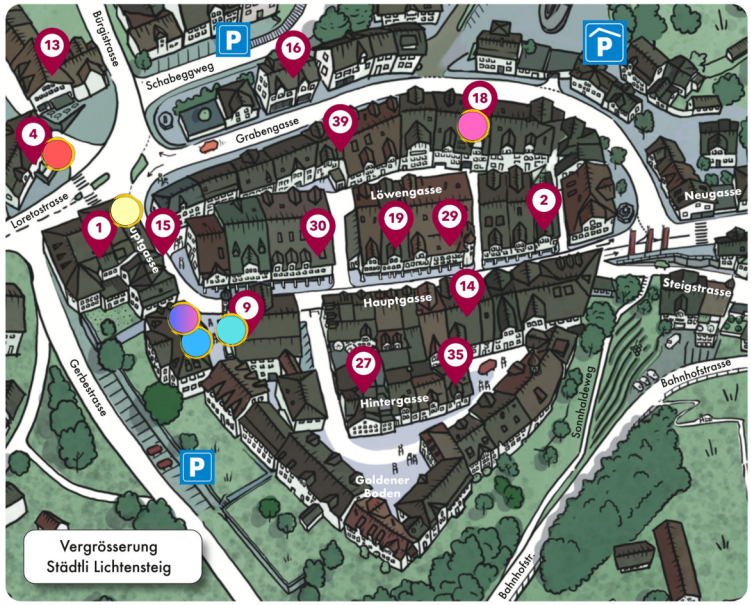 13
Bürgistrasse
P
16
P
Schabeggweg
4
Grabengasse
39
18
Loretostrasse
Löwengasse
Neugasse
1
15
30
19
29
2
Hauptgasse
14
Steigstrasse
9
27
35
Hintergasse
Sonnhaldeweg
Bahnhofstrasse
Gerbestrasse
P
Goldener
Boden
Bahnhofstr.
Vergrösserung
Städtli Lichtensteig